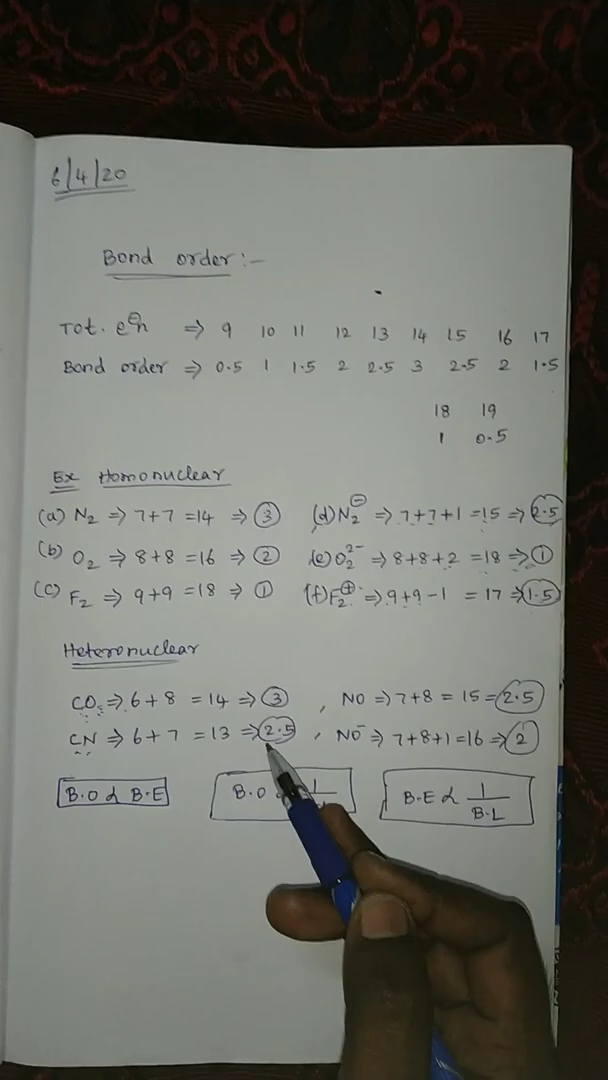 6/4/20
Bond order:-
Tot. e⊖n ⇒ 9 10 11 12 13 14 15 16 17
Bond order ⇒ 0.5 1 1.5 2 2.5 3 2.5 2 1.5
18 19
1 0.5
Ex Homonuclear
(a) N₂ ⇒ 7+7 =14 ⇒ ③ (d) N₂⊖ ⇒ 7+7+1 =15 ⇒ 2.5
(b) O₂ ⇒ 8+8 =16 ⇒ ② (e) O₂²⁻ ⇒ 8+8+2 =18 ⇒ ①
(c) F₂ ⇒ 9+9 =18 ⇒ ① (f) F₂⊕ ⇒ 9+9-1 = 17 ⇒ 1.5
Heteronuclear
CO ⇒ 6+8 =14 ⇒ ③ , NO ⇒ 7+8 = 15 = 2.5
CN ⇒ 6+7 = 13 ⇒ 2.5 , NO⁻ ⇒ 7+8+1 =16 ⇒ ②
B.O α B.E B.O 1 B.E α 1/B.L